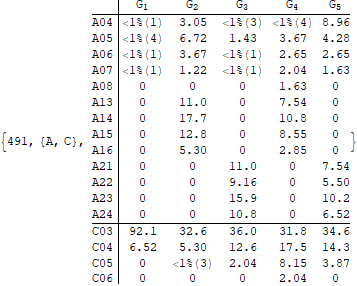 G1 G2 G3 G4 G5
A04 <1%(1) 3.05 <1%(3) <1%(4) 8.96
A05 <1%(4) 6.72 1.43 3.67 4.28
A06 <1%(1) 3.67 <1%(1) 2.65 2.65
A07 <1%(1) 1.22 <1%(1) 2.04 1.63
A08 0 0 0 1.63 0
A13 0 11.0 0 7.54 0
A14 0 17.7 0 10.8 0
A15 0 12.8 0 8.55 0
{491, {A, C}, A16 0 5.30 0 2.85 0 }
A21 0 0 11.0 0 7.54
A22 0 0 9.16 0 5.50
A23 0 0 15.9 0 10.2
A24 0 0 10.8 0 6.52
C03 92.1 32.6 36.0 31.8 34.6
C04 6.52 5.30 12.6 17.5 14.3
C05 0 <1%(3) 2.04 8.15 3.87
C06 0 0 0 2.04 0